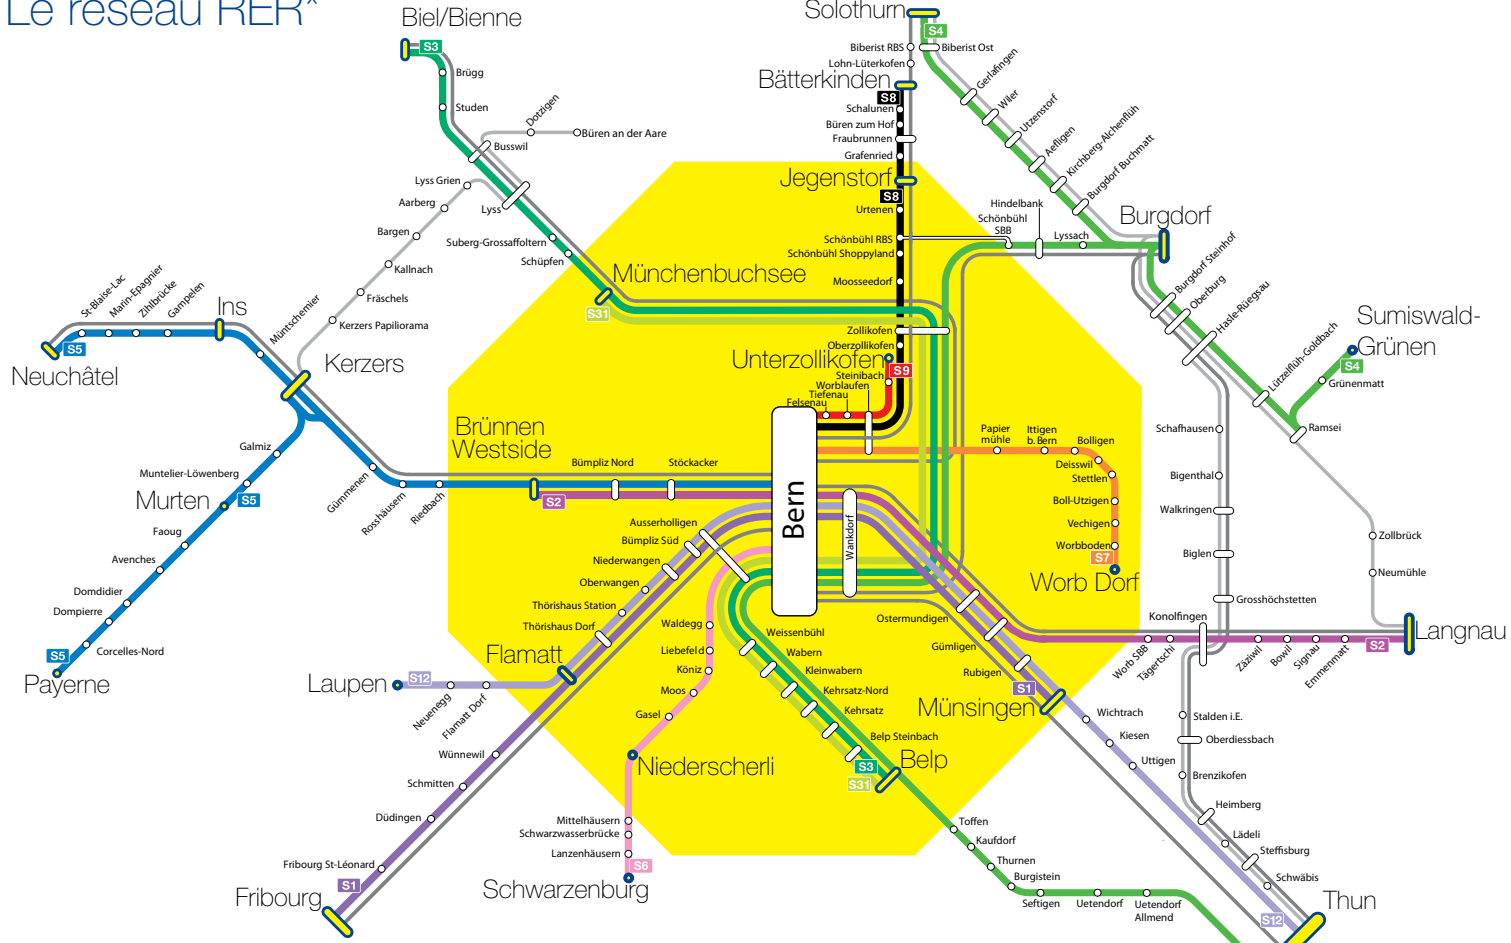 Le réseau RER*
Biel/Bienne
S3
Brügg
Studen
Dotzigen
Büren an der Aare
Busswil
Lyss Grien
Aarberg
Lyss
Bargen
Suberg-Grossaffoltern
Schüpfen
Kallnach
Fräschels
Kerzers Papiliorama
Münchenbuchsee
S31
Solothurn
S4
Biberist RBS
Biberist Ost
Lohn-Lüterkofen
Bätterkinden
S8
Schalunen
Büren zum Hof
Fraubrunnen
Grafenried
Jegenstorf
S8
Urtenen
Schönbühl RBS
Schönbühl Shoppyland
Moosseedorf
Zollikofen
Oberzollikofen
Unterzollikofen
S9
Steinibach
Worblaufen
Tiefenau
Felsenau
Gerlafingen
Wiler
Utzenstorf
Aefligen
Kirchberg-Alchenflüh
Burgdorf Buchmatt
Burgdorf
Hindelbank
Schönbühl
SBB
Lyssach
Burgdorf Steinhof
Oberburg
Hasle-Rüegsau
Lützelflüh-Goldbach
Sumiswald-
Grünen
S4
Grünenmatt
Ramsei
Schafhausen
Bigenthal
Walkringen
Biglen
Grosshöchstetten
Konolfingen
Zollbrück
Neumühle
Langnau
S2
St-Blaise-Lac
Marin-Epagnier
Zihlbrücke
Gampelen
Ins
Müntschemier
S5
Neuchâtel
Kerzers
Galmiz
Muntelier-Löwenberg
Murten
S5
Faoug
Avenches
Domdidier
Dompierre
Corcelles-Nord
S5
Payerne
Gümmenen
Rosshäusern
Riedbach
Brünnen
Westside
S2
Bümpliz Nord
Stöckacker
Bern
Wankdorf
Papier
mühle
Ittigen
b. Bern
Bolligen
Deisswil
Stettlen
Boll-Utzigen
Vechigen
Worbboden
S7
Worb Dorf
Ausserholligen
Bümpliz Süd
Niederwangen
Oberwangen
Thörishaus Station
Thörishaus Dorf
Flamatt
Laupen
S12
Neuenegg
Flamatt Dorf
Wünnewil
Schmitten
Düdingen
Fribourg St-Léonard
S1
Fribourg
Waldegg
Liebefeld
Köniz
Moos
Gasel
Niederscherli
Mittelhäusern
Schwarzwasserbrücke
Lanzenhäusern
S6
Schwarzenburg
Weissenbühl
Wabern
Kleinwabern
Kehrsatz-Nord
Kehrsatz
Belp Steinbach
S3
S31
Belp
Toffen
Kaufdorf
Thurnen
Burgistein
Seftigen
Uetendorf
Uetendorf
Allmend
Ostermundigen
Gümligen
Rubigen
S1
Münsingen
Wichtrach
Kiesen
Uttigen
Worb SBB
Tägertschi
Zäziwil
Bowil
Signau
Emmenmatt
Stalden i.E.
Oberdiessbach
Brenzikofen
Heimberg
Lädeli
Steffisburg
Schwäbis
S12
Thun